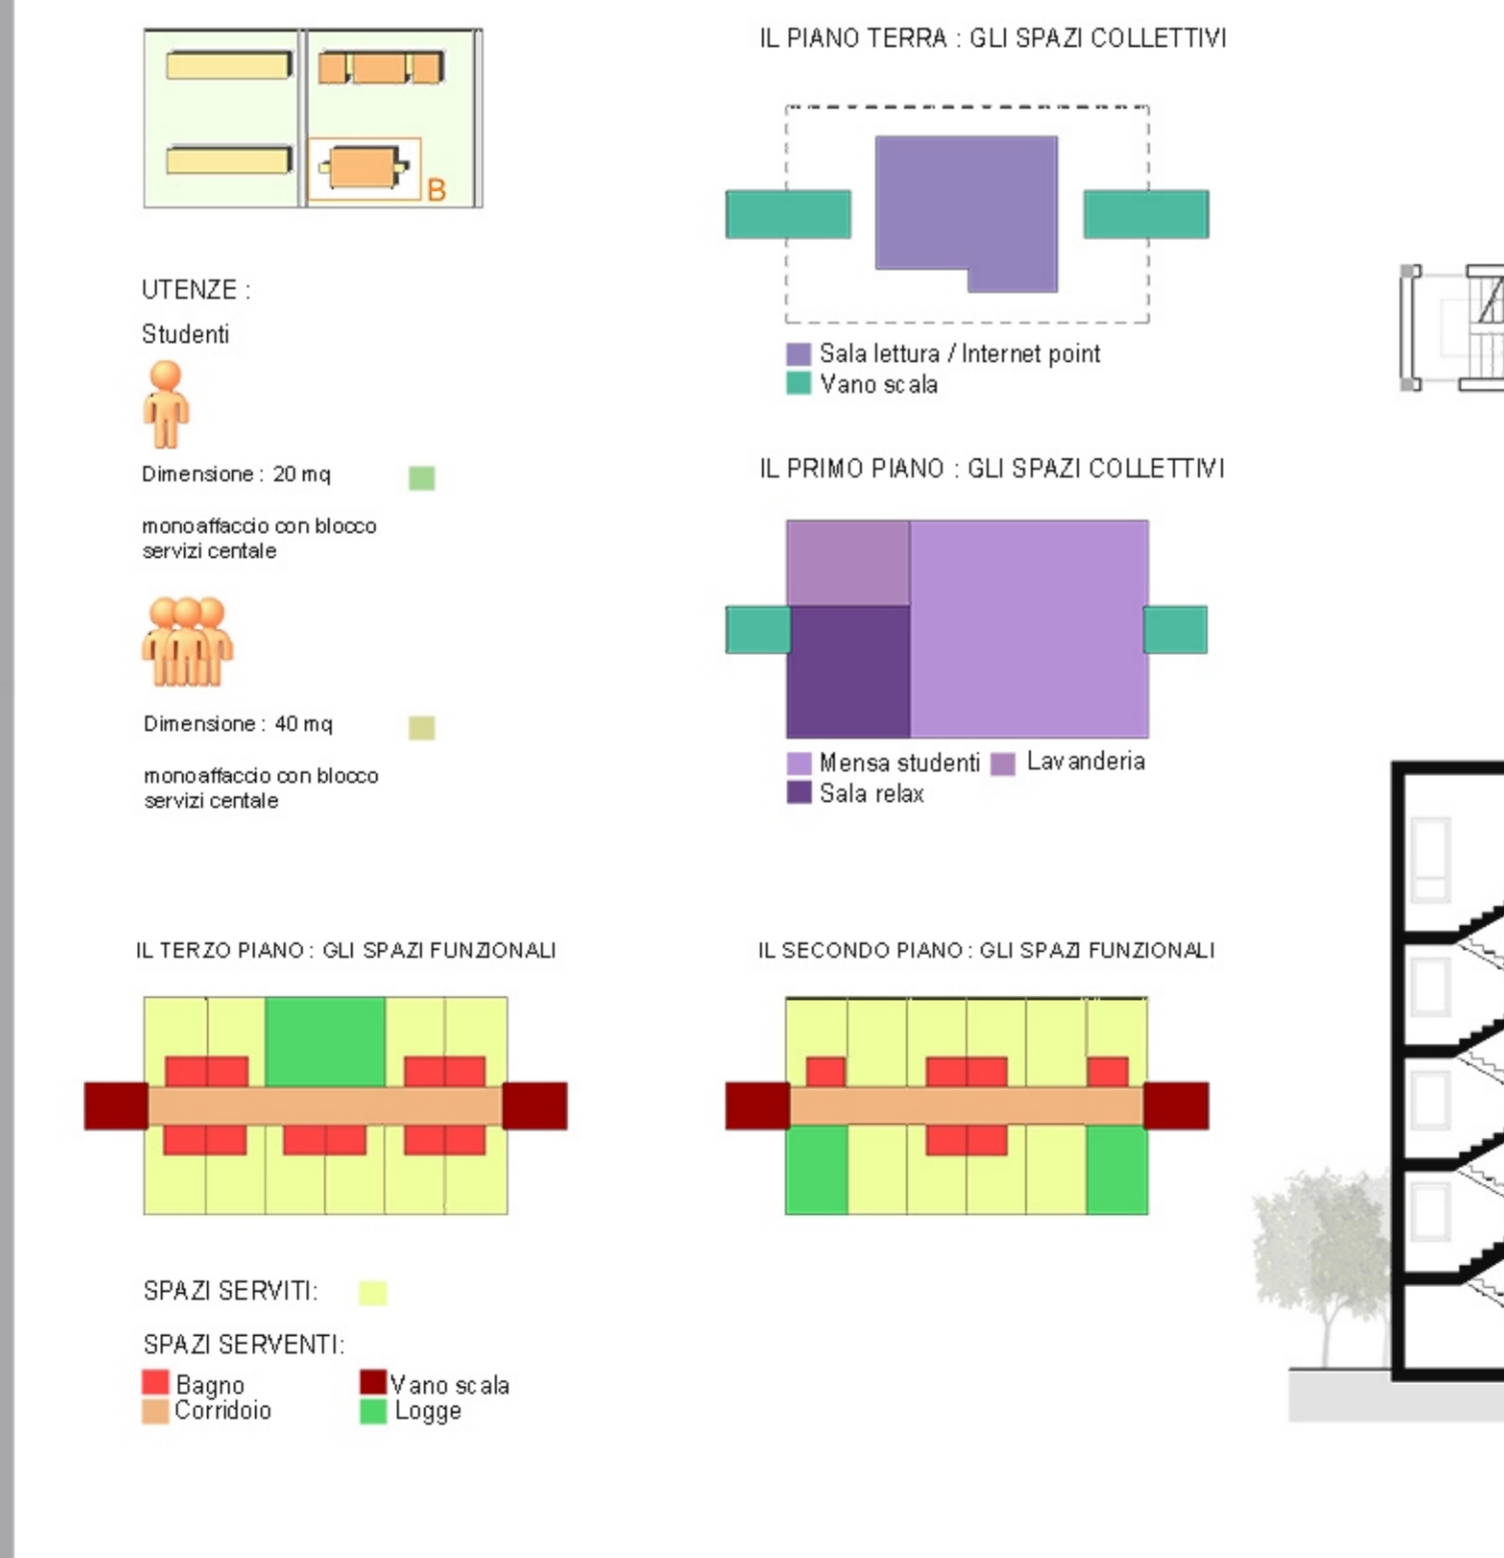 B
UTENZE :
Studenti
Dimensione : 20 mq
monoaffaccio con blocco
servizi centale
Dimensione : 40 mq
monoaffaccio con blocco
servizi centale
IL PIANO TERRA : GLI SPAZI COLLETTIVI
Sala lettura / Internet point
Vano scala
IL PRIMO PIANO : GLI SPAZI COLLETTIVI
Mensa studenti Lavanderia
Sala relax
IL TERZO PIANO : GLI SPAZI FUNZIONALI
IL SECONDO PIANO : GLI SPAZI FUNZIONALI
SPAZI SERVITI:
SPAZI SERVENTI:
Bagno Vano scala
Corridoio Logge